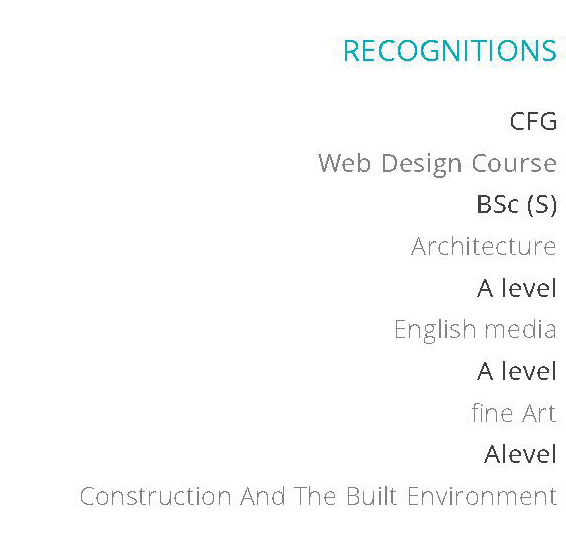 RECOGNITIONS
CFG
Web Design Course
BSc (S)
Architecture
A level
English media
A level
fine Art
Alevel
Construction And The Built Environment